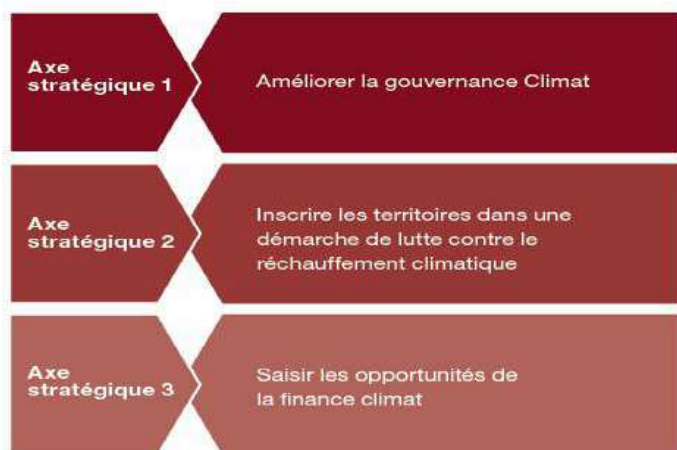 Axe
stratégique 1
Améliorer la gouvernance Climat
Axe
stratégique 2
Inscrire les territoires dans une
démarche de lutte contre le
réchauffement climatique
Axe
stratégique 3
Saisir les opportunités de
la finance climat